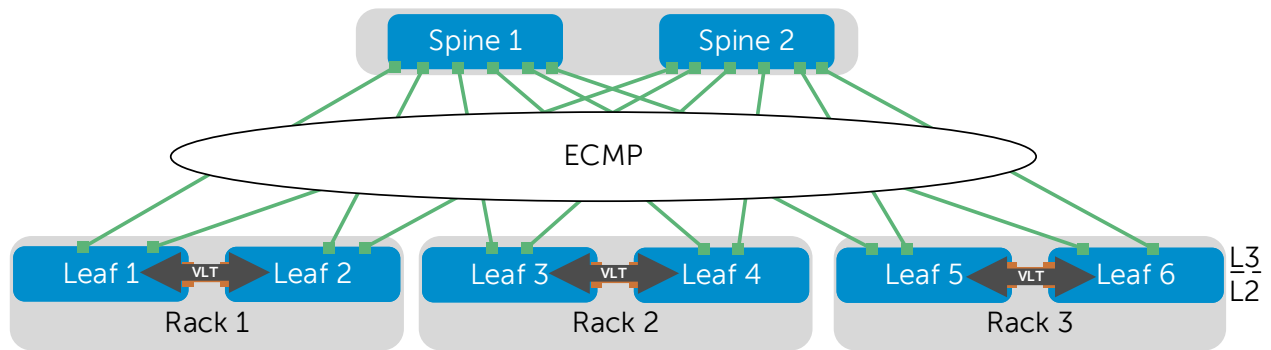 Spine 1
Spine 2
ECMP
Leaf 1
VLT
Leaf 2
Leaf 3
VLT
Leaf 4
Leaf 5
VLT
Leaf 6
L3
L2
Rack 1
Rack 2
Rack 3